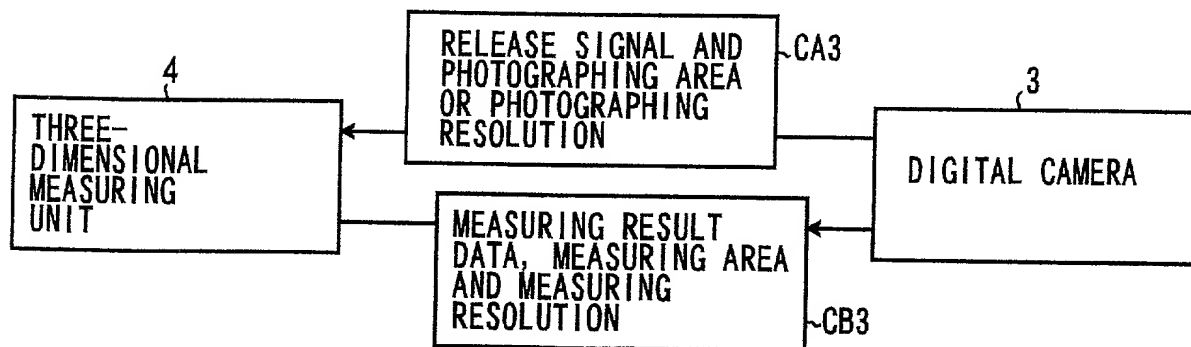 4
THREE-
DIMENSIONAL
MEASURING
UNIT
RELEASE SIGNAL AND
PHOTOGRAPHING AREA
OR PHOTOGRAPHING
RESOLUTION
CA3
3
DIGITAL CAMERA
MEASURING RESULT
DATA, MEASURING AREA
AND MEASURING
RESOLUTION
CB3